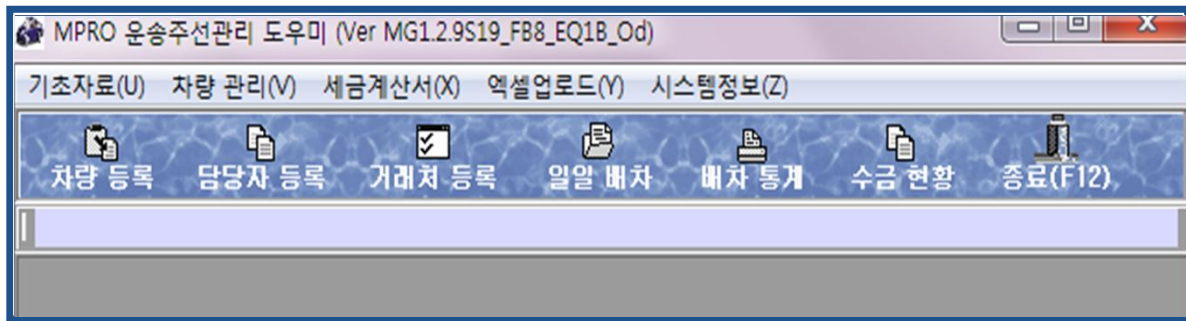 MPRO 운송주선관리 도우미 (Ver MG1.2.9S19_FB8_EQ1B_Od)
기초자료(U) 차량 관리(V) 세금계산서(X) 엑셀업로드(Y) 시스템정보(Z)
차량 등록 담당자 등록 거래처 등록 일일 배차 배차 통계 수금 현황 종료(F12)